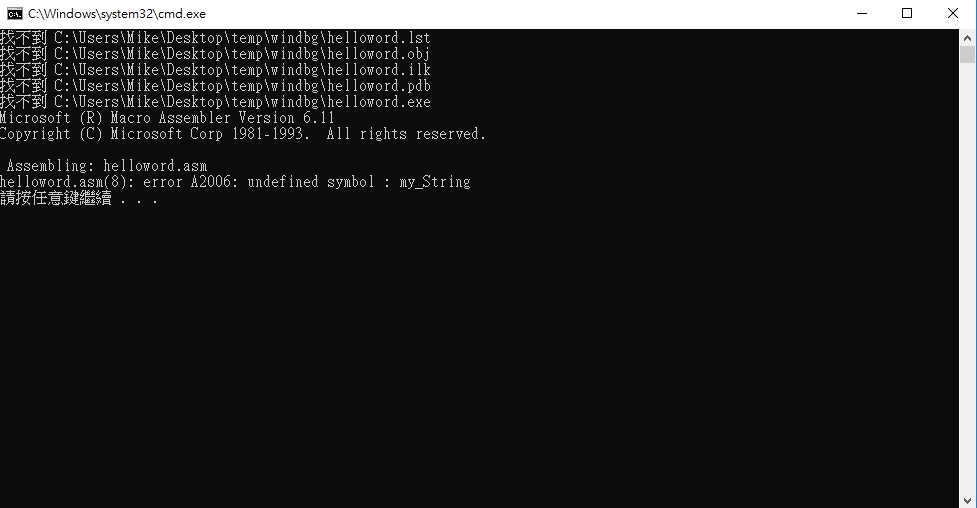 C:\Windows\system32\cmd.exe
找不到 C:\Users\Mike\Desktop\temp\windbg\helloword.lst
找不到 C:\Users\Mike\Desktop\temp\windbg\helloword.obj
找不到 C:\Users\Mike\Desktop\temp\windbg\helloword.ilk
找不到 C:\Users\Mike\Desktop\temp\windbg\helloword.pdb
找不到 C:\Users\Mike\Desktop\temp\windbg\helloword.exe
Microsoft (R) Macro Assembler Version 6.11
Copyright (C) Microsoft Corp 1981-1993.  All rights reserved.
 Assembling: helloword.asm
helloword.asm(8): error A2006: undefined symbol : my_String
請按任意鍵繼續 . . .